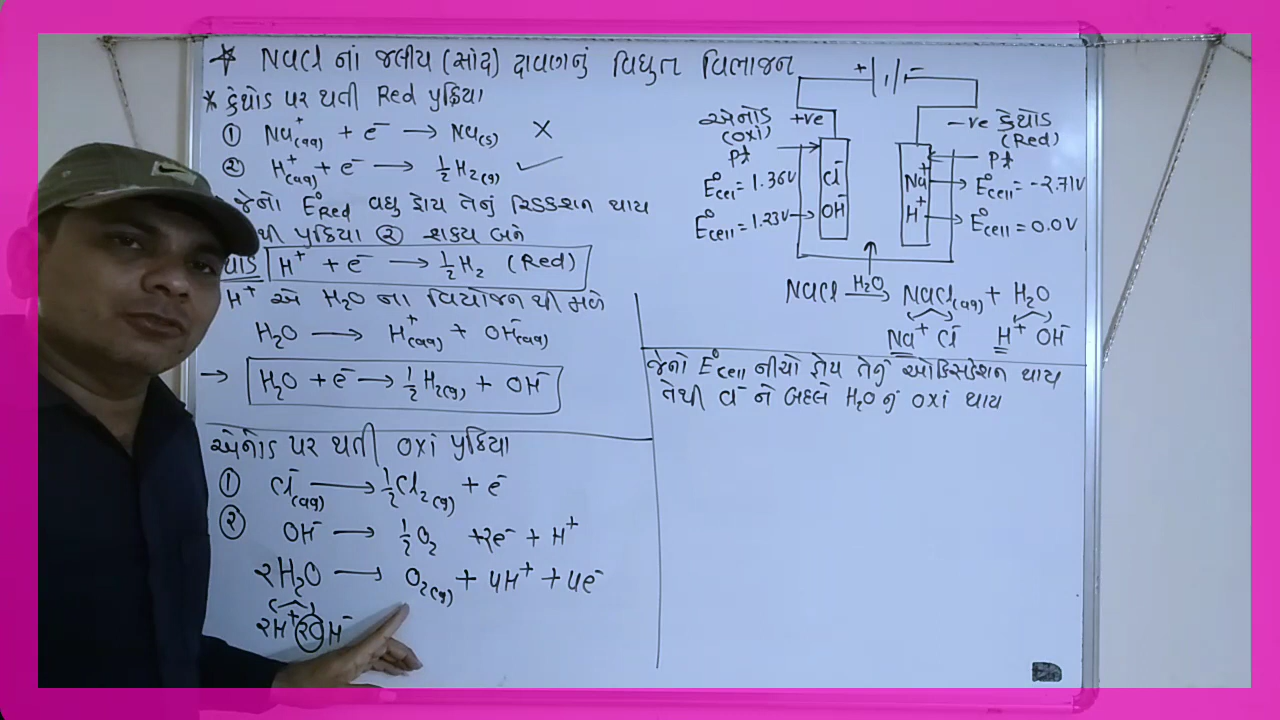 * NaCl નાં જલીય (સાંદ્ર) દ્રાવણનું વિદ્યુત વિભાજન
* કેથોડ પર થતી Red પ્રક્રિયા
① Na⁺(aq) + e⁻ → Na(s) ×
② H⁺(aq) + e⁻ → ½H₂(g) ✓
જેનો E°Red વધુ હોય તેનું રિડક્શન થાય
થી પ્રક્રિયા ② શક્ય બને
H⁺ + e⁻ → ½H₂ (Red)
H⁺ એ H₂O ના વિયોજન થી મળે
H₂O → H⁺(aq) + OH⁻(aq)
→ H₂O + e⁻ → ½H₂(g) + OH⁻
એનોડ પર થતી oxi પ્રક્રિયા
① Cl⁻(aq) → ½Cl₂(g) + e⁻
② OH⁻ → ½O₂ +2e⁻ + H⁺
2H₂O → O₂(g) + 4H⁺ + 4e⁻
2H⁺ 2OH⁻
+ −
એનોડ +ve
(oxi)
Pt
E°cell = 1.36V
E°cell = 1.23V
Cl⁻
OH⁻
−ve કેથોડ
(Red)
Pt
Na⁺
H⁺
E°cell = −2.71V
E°cell = 0.0V
NaCl H₂O → NaCl(aq) + H₂O
Na⁺ Cl⁻ H⁺ OH⁻
જેનો E°cell નીચો હોય તેનું ઓક્સિડેશન થાય
તેથી Cl⁻ ને બદલે H₂O નું oxi થાય